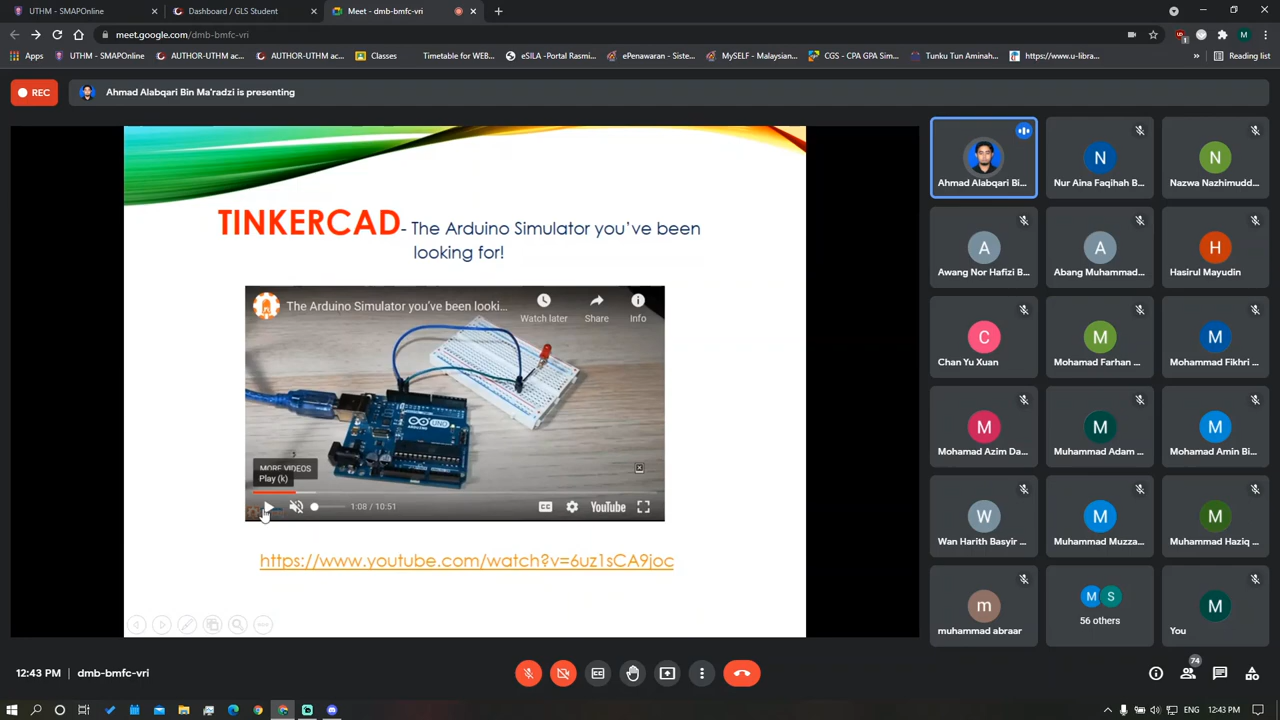 UTHM - SMAPOnline
Dashboard / GLS Student
Meet - dmb-bmfc-vri
meet.google.com/dmb-bmfc-vri
Apps
UTHM - SMAPOnline
AUTHOR-UTHM ac...
AUTHOR-UTHM ac...
Classes
Timetable for WEB...
eSILA -Portal Rasmi...
ePenawaran - Siste...
MySELF - Malaysian...
CGS - CPA GPA Sim...
Tunku Tun Aminah...
https://www.u-libra...
Reading list
REC
Ahmad Alabqari Bin Ma'radzi is presenting
TINKERCAD- The Arduino Simulator you've been
looking for!
The Arduino Simulator you've been looki...
Watch later
Share
Info
UNO
MORE VIDEOS
Play (k)
1:08 / 10:51
CC
YouTube
https://www.youtube.com/watch?v=6uz1sCA9joc
Ahmad Alabqari Bi...
N
Nur Aina Faqihah B...
N
Nazwa Nazhimudd...
A
Awang Nor Hafizi B...
A
Abang Muhammad...
H
Hasirul Mayudin
C
Chan Yu Xuan
M
Mohamad Farhan ...
M
Mohammad Fikhri ...
M
Mohamad Azim Da...
M
Muhammad Adam ...
M
Mohamad Amin Bi...
W
Wan Harith Basyir ...
M
Muhammad Muzza...
M
Muhammad Haziq ...
m
muhammad abraar
M S
56 others
M
You
12:43 PM | dmb-bmfc-vri
CC
74
ENG 12:43 PM